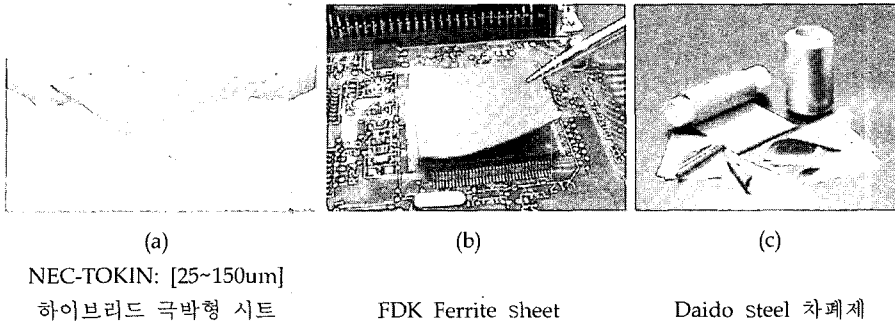 (a)
(b)
(c)
NEC-TOKIN: [25~150um]
하이브리드 극박형 시트
FDK Ferrite sheet
Daido steel 차폐제